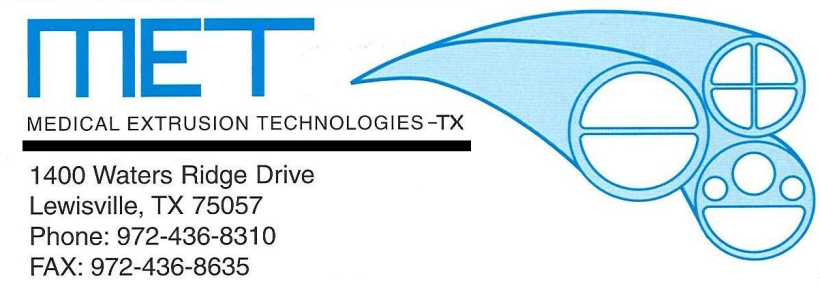 MET
MEDICAL EXTRUSION TECHNOLOGIES-TX
1400 Waters Ridge Drive
Lewisville, TX 75057
Phone: 972-436-8310
FAX: 972-436-8635